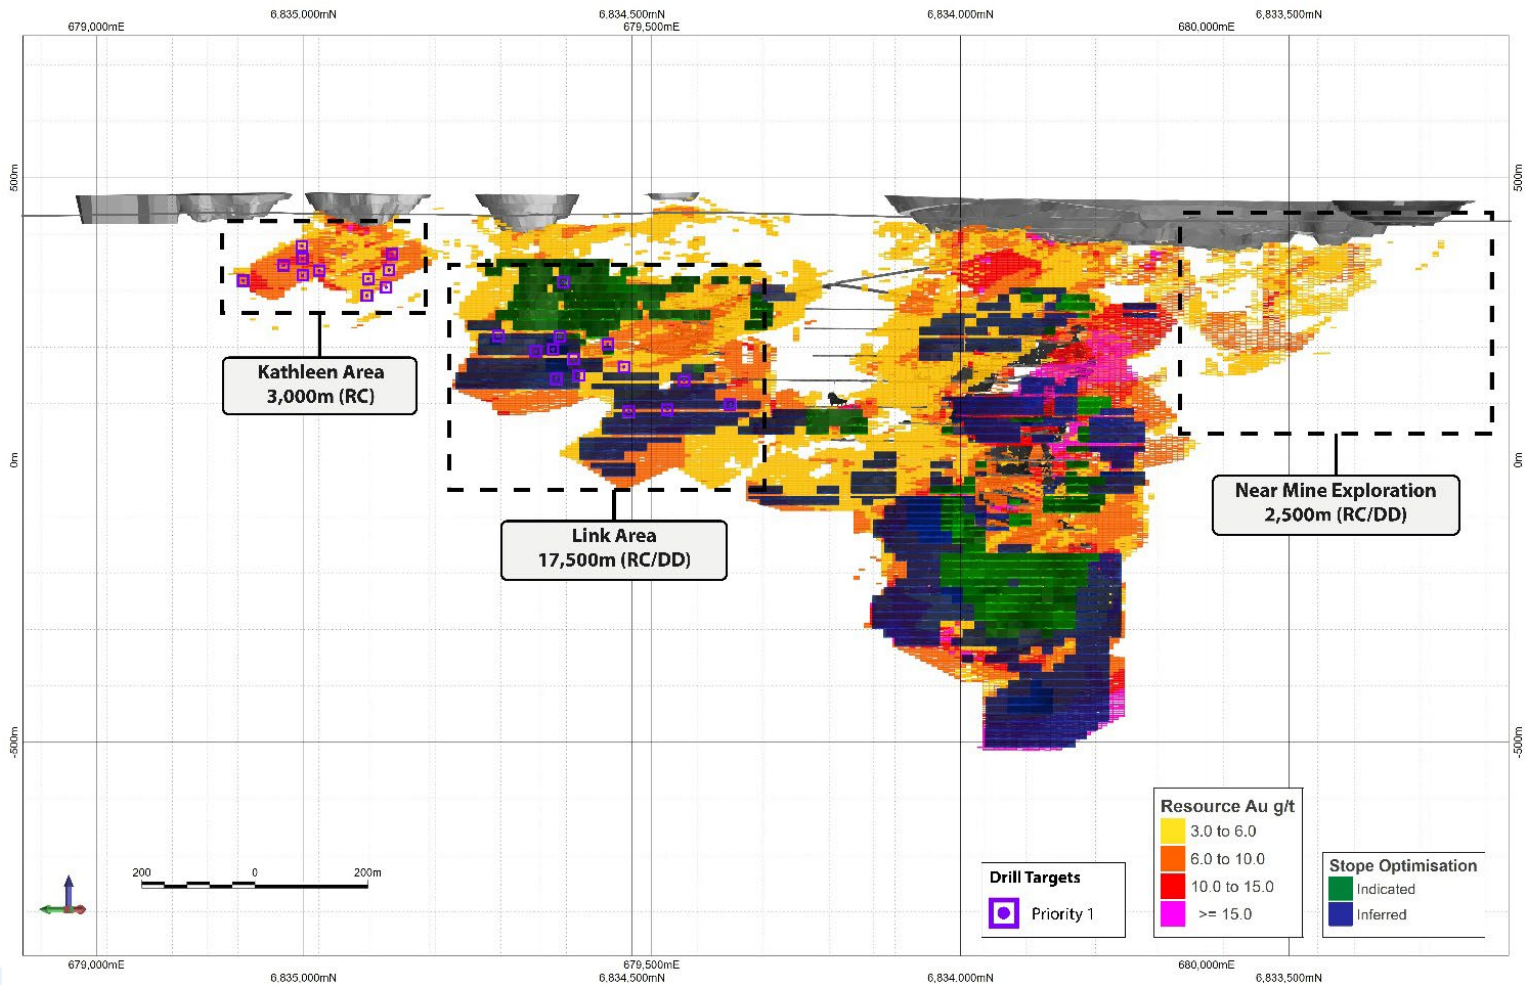 6,835,000mN
6,834,500mN
6,834,000mN
6,833,500mN
679,000mE
679,500mE
680,000mE
500m
500m
0m
0m
-500m
-500m
Kathleen Area
3,000m (RC)
Link Area
17,500m (RC/DD)
Near Mine Exploration
2,500m (RC/DD)
200
0
200m
Drill Targets
Priority 1
Resource Au g/t
3.0 to 6.0
6.0 to 10.0
10.0 to 15.0
>= 15.0
Stope Optimisation
Indicated
Inferred
679,000mE
679,500mE
680,000mE
6,835,000mN
6,834,500mN
6,834,000mN
6,833,500mN